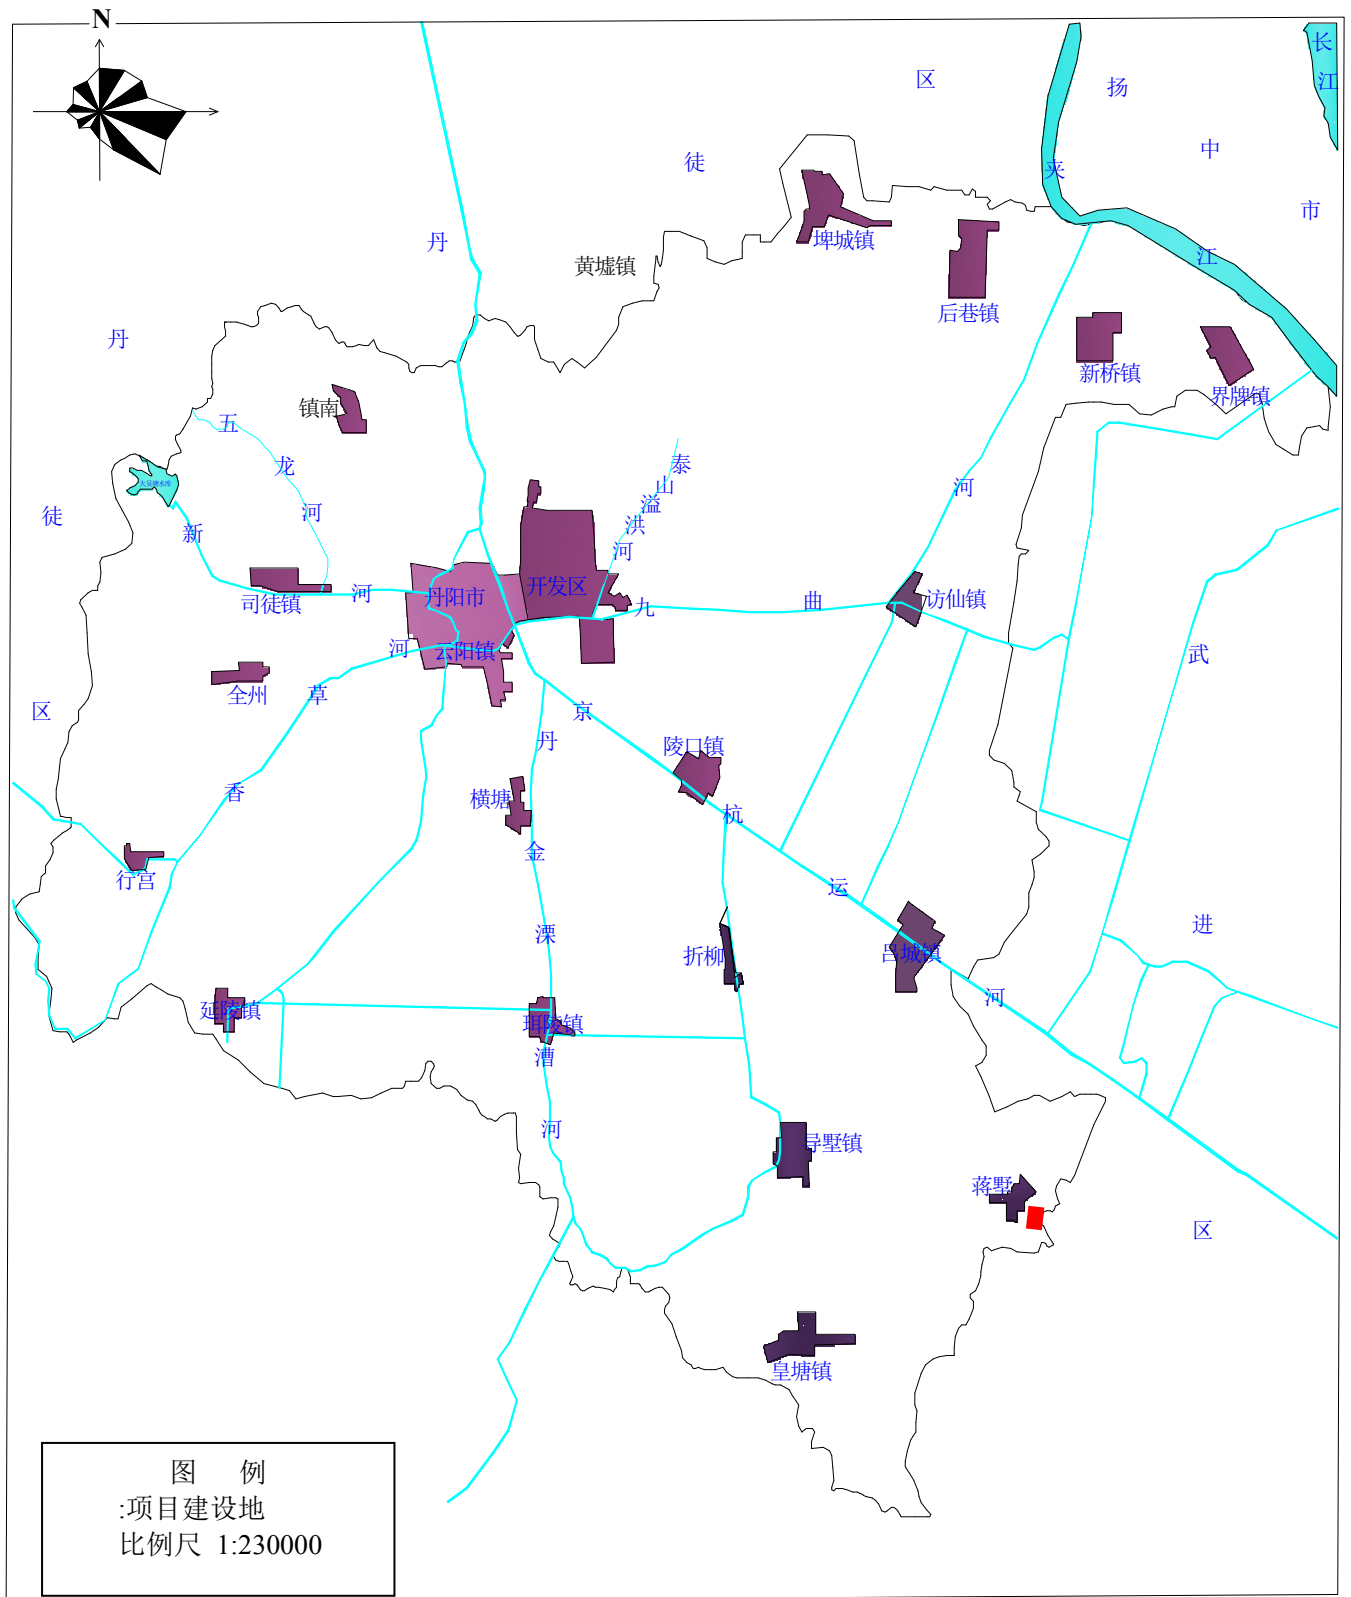 N
长
江
区
扬
中
市
徒
夹
江
丹
埤城镇
黄墟镇
后巷镇
丹
新桥镇
界牌镇
镇南
五
龙
河
泰
山
溢
洪
河
大吴塘水库
徒
新
河
河
司徒镇
丹阳市
开发区
九
曲
访仙镇
云阳镇
河
草
香
全州
区
武
京
丹
陵口镇
横塘
杭
金
行宫
运
进
溧
折柳
吕城镇
河
延陵镇
珥陵镇
漕
河
导墅镇
蒋墅
区
皇塘镇
图 例
:项目建设地
比例尺 1:230000